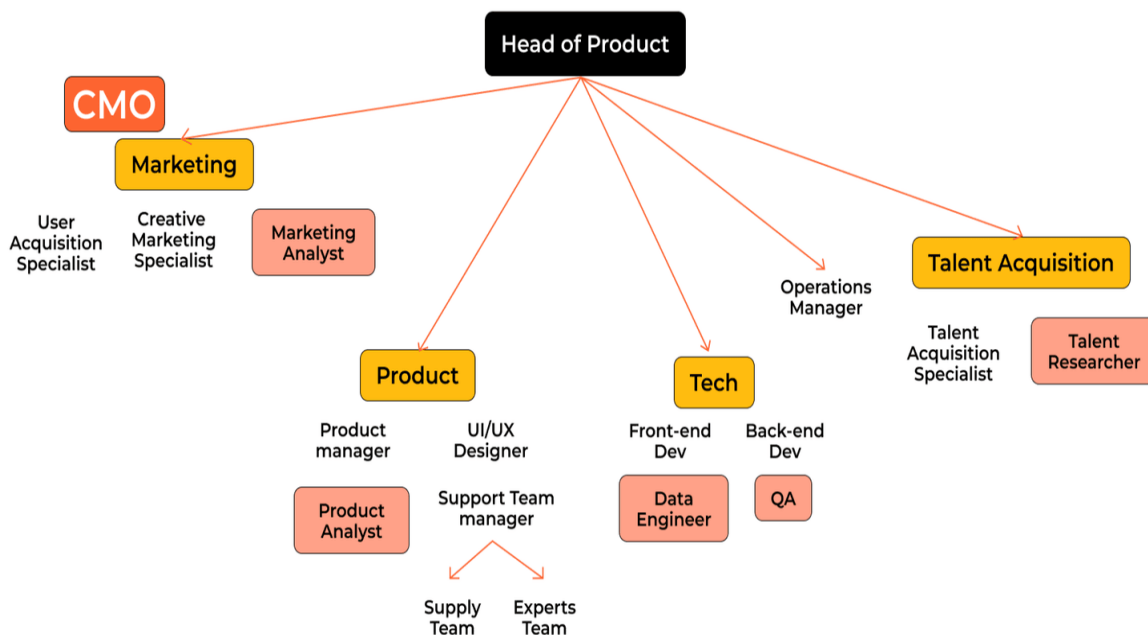 Head of Product
CMO
Marketing
User
Acquisition
Specialist
Creative
Marketing
Specialist
Marketing
Analyst
Operations
Manager
Talent Acquisition
Talent
Acquisition
Specialist
Talent
Researcher
Product
Product
manager
UI/UX
Designer
Product
Analyst
Support Team
manager
Supply
Team
Experts
Team
Tech
Front-end
Dev
Back-end
Dev
Data
Engineer
QA